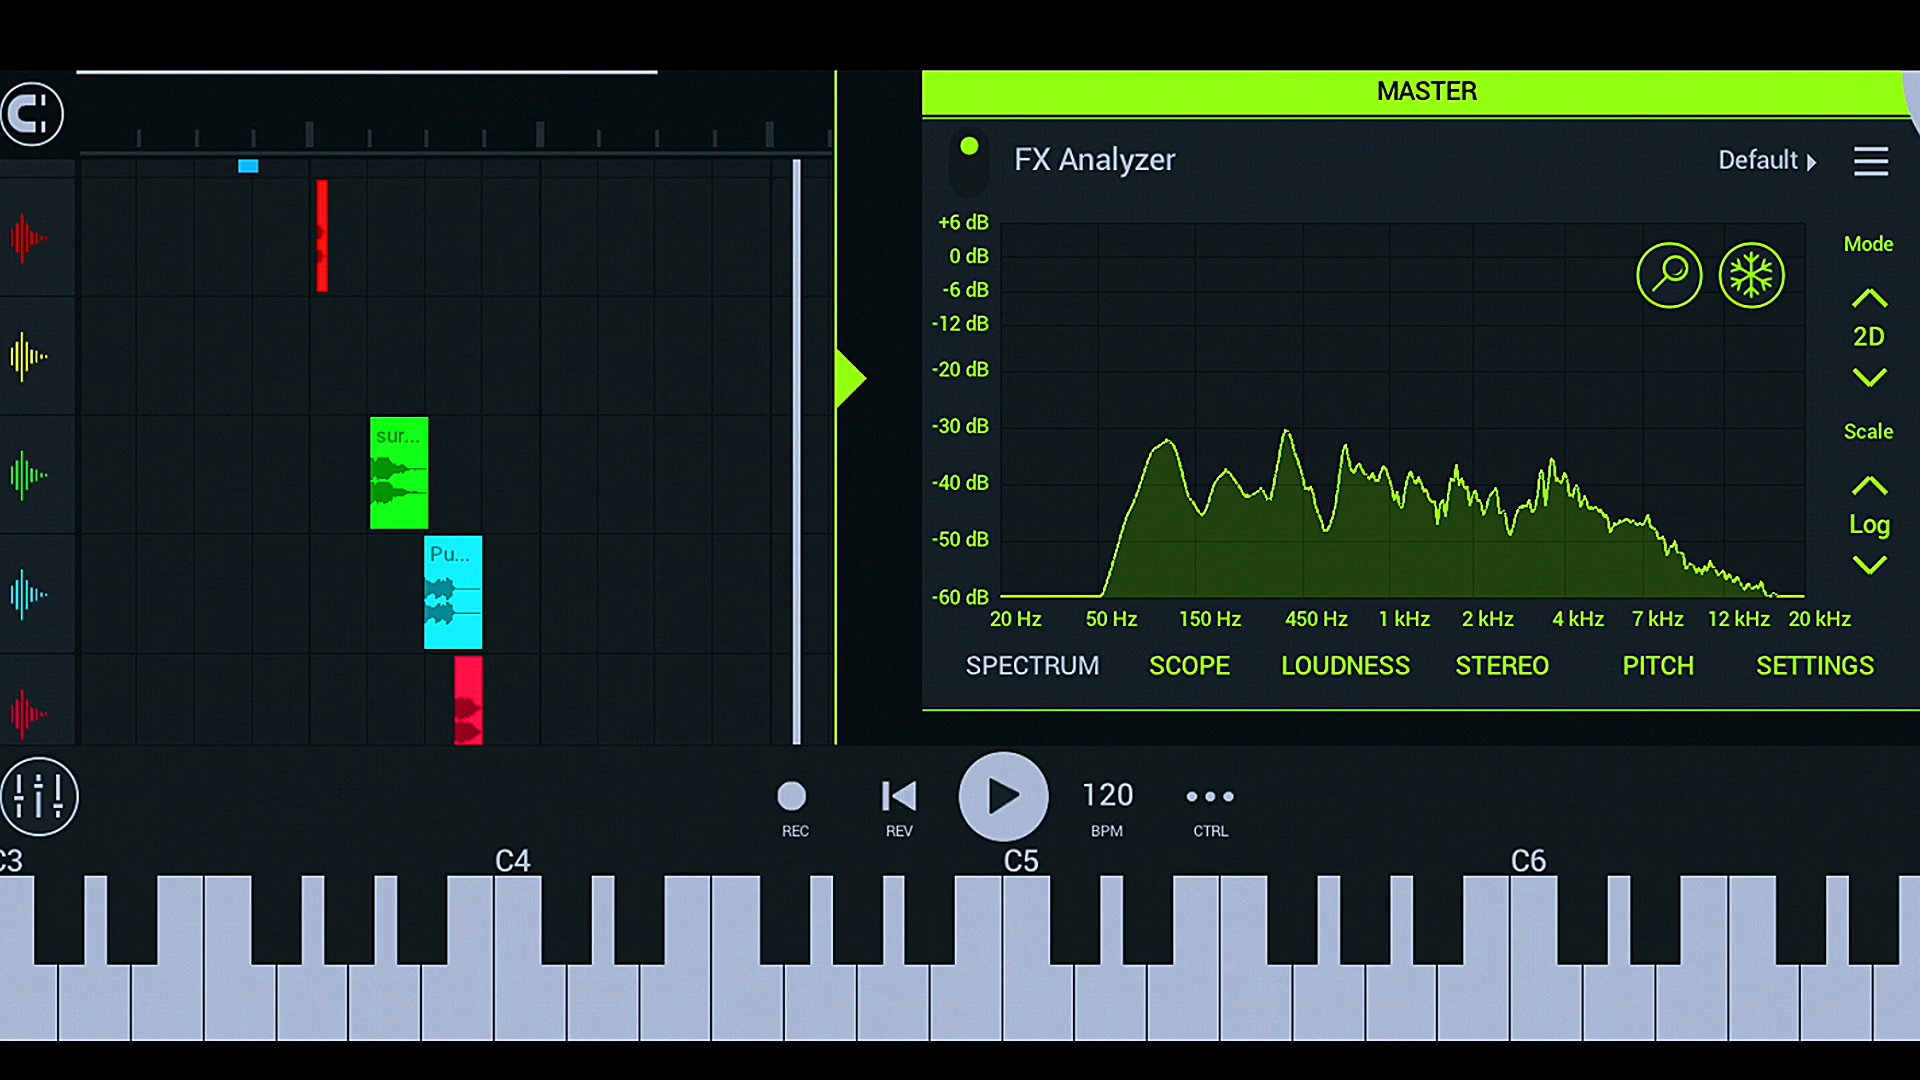 MASTER
FX Analyzer
Default
+6 dB
0 dB
-6 dB
-12 dB
-20 dB
-30 dB
-40 dB
-50 dB
-60 dB
20 Hz 50 Hz 150 Hz 450 Hz 1 kHz 2 kHz 4 kHz 7 kHz 12 kHz 20 kHz
Mode
2D
Scale
Log
SPECTRUM SCOPE LOUDNESS STEREO PITCH SETTINGS
sur...
Pu...
120
REC REV BPM CTRL
C3 C4 C5 C6